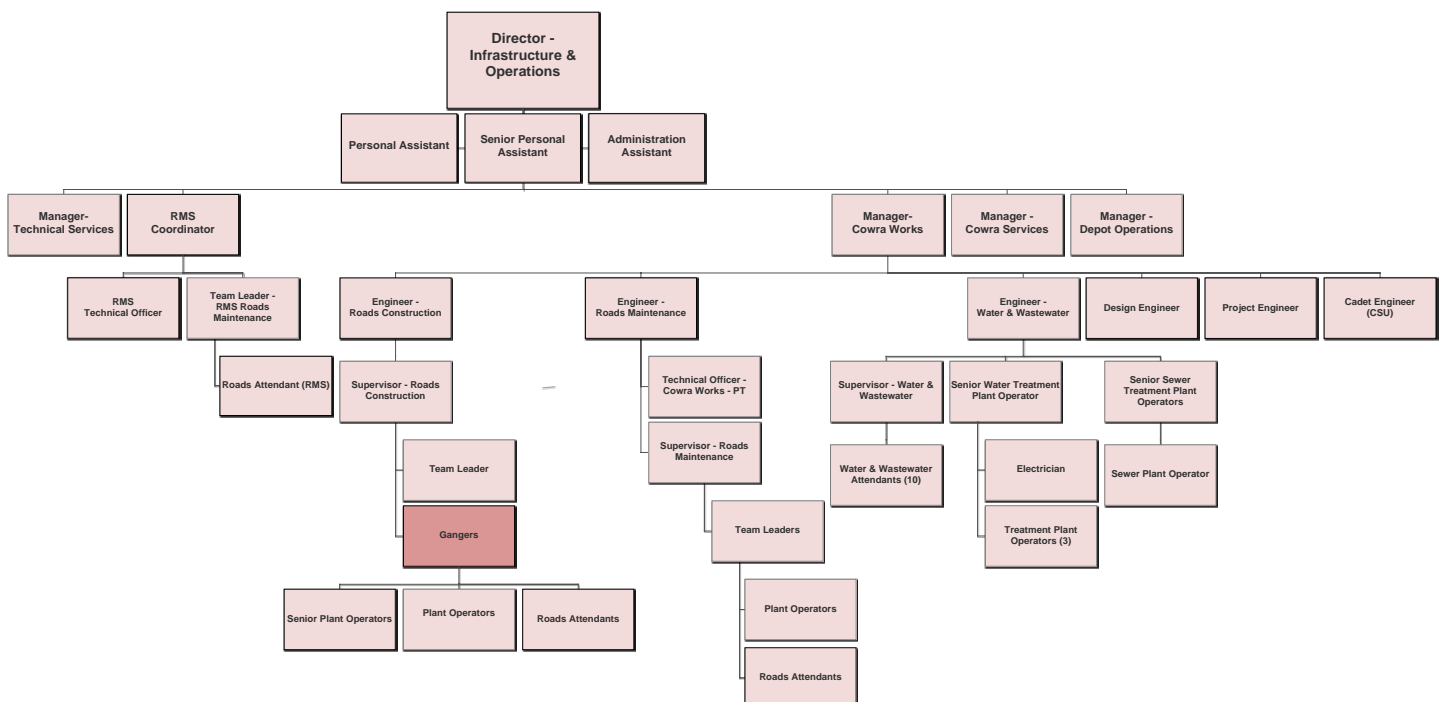 Director -
Infrastructure &
Operations
Personal Assistant
Senior Personal
Assistant
Administration
Assistant
Manager-
Technical Services
RMS
Coordinator
Manager-
Cowra Works
Manager -
Cowra Services
Manager -
Depot Operations
RMS
Technical Officer
Team Leader -
RMS Roads
Maintenance
Engineer -
Roads Construction
Engineer -
Roads Maintenance
Engineer -
Water & Wastewater
Design Engineer
Project Engineer
Cadet Engineer
(CSU)
Roads Attendant (RMS)
Supervisor - Roads
Construction
Technical Officer -
Cowra Works - PT
Supervisor - Water &
Wastewater
Senior Water Treatment
Plant Operator
Senior Sewer
Treatment Plant
Operators
Team Leader
Supervisor - Roads
Maintenance
Water & Wastewater
Attendants (10)
Electrician
Sewer Plant Operator
Gangers
Team Leaders
Treatment Plant
Operators (3)
Senior Plant Operators
Plant Operators
Roads Attendants
Plant Operators
Roads Attendants